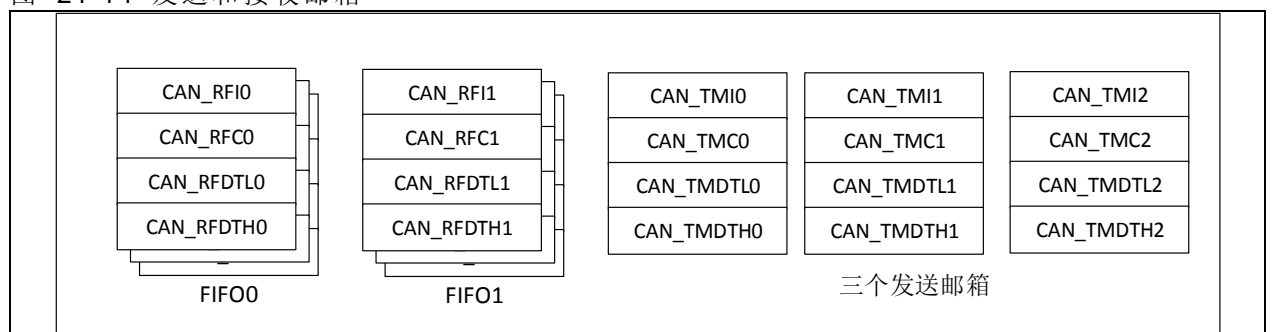 CAN_RFI0 CAN_RFI1 CAN_TMI0 CAN_TMI1 CAN_TMI2
CAN_RFC0 CAN_RFC1 CAN_TMC0 CAN_TMC1 CAN_TMC2
CAN_RFDTL0 CAN_RFDTL1 CAN_TMDTL0 CAN_TMDTL1 CAN_TMDTL2
CAN_RFDTH0 CAN_RFDTH1 CAN_TMDTH0 CAN_TMDTH1 CAN_TMDTH2
FIFO0 FIFO1 三个发送邮箱